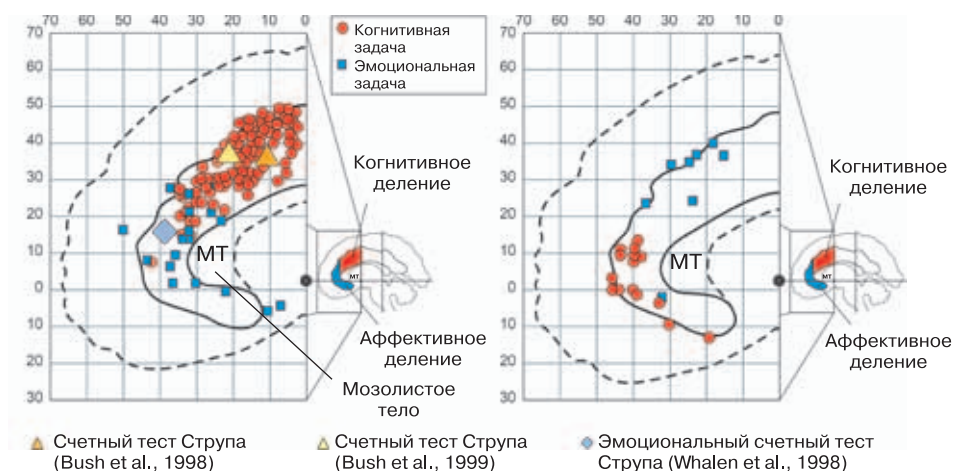 70 60 50 40 30 20 10 0
70
60
50
40
30
20
10
0
10
20
30
Когнитивная
задача
Эмоциональная
задача
Когнитивное
деление
МТ
МТ
Аффективное
деление
Мозолистое
тело
70 60 50 40 30 20 10 0
70
60
50
40
30
20
10
0
10
20
30
Когнитивное
деление
МТ
МТ
Аффективное
деление
Счетный тест Струпа
(Bush et al., 1998)
Счетный тест Струпа
(Bush et al., 1999)
Эмоциональный счетный тест
Струпа (Whalen et al., 1998)